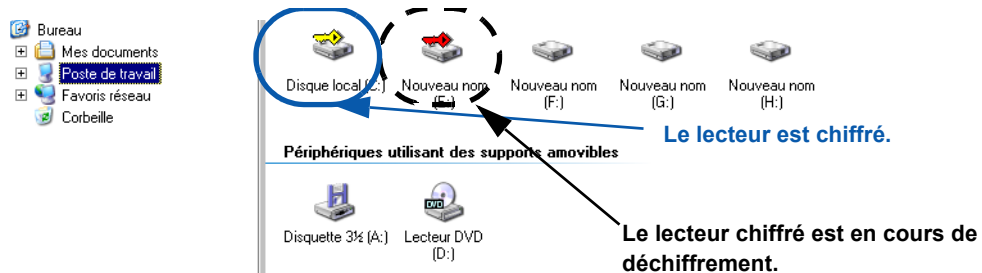 Bureau
Mes documents
Poste de travail
Favoris réseau
Corbeille
Disque local (C:)
Nouveau nom
(E:)
Nouveau nom
(F:)
Nouveau nom
(G:)
Nouveau nom
(H:)
Le lecteur est chiffré.
Périphériques utilisant des supports amovibles
DVD
Disquette 3½ (A:)
Lecteur DVD
(D:)
Le lecteur chiffré est en cours de
déchiffrement.